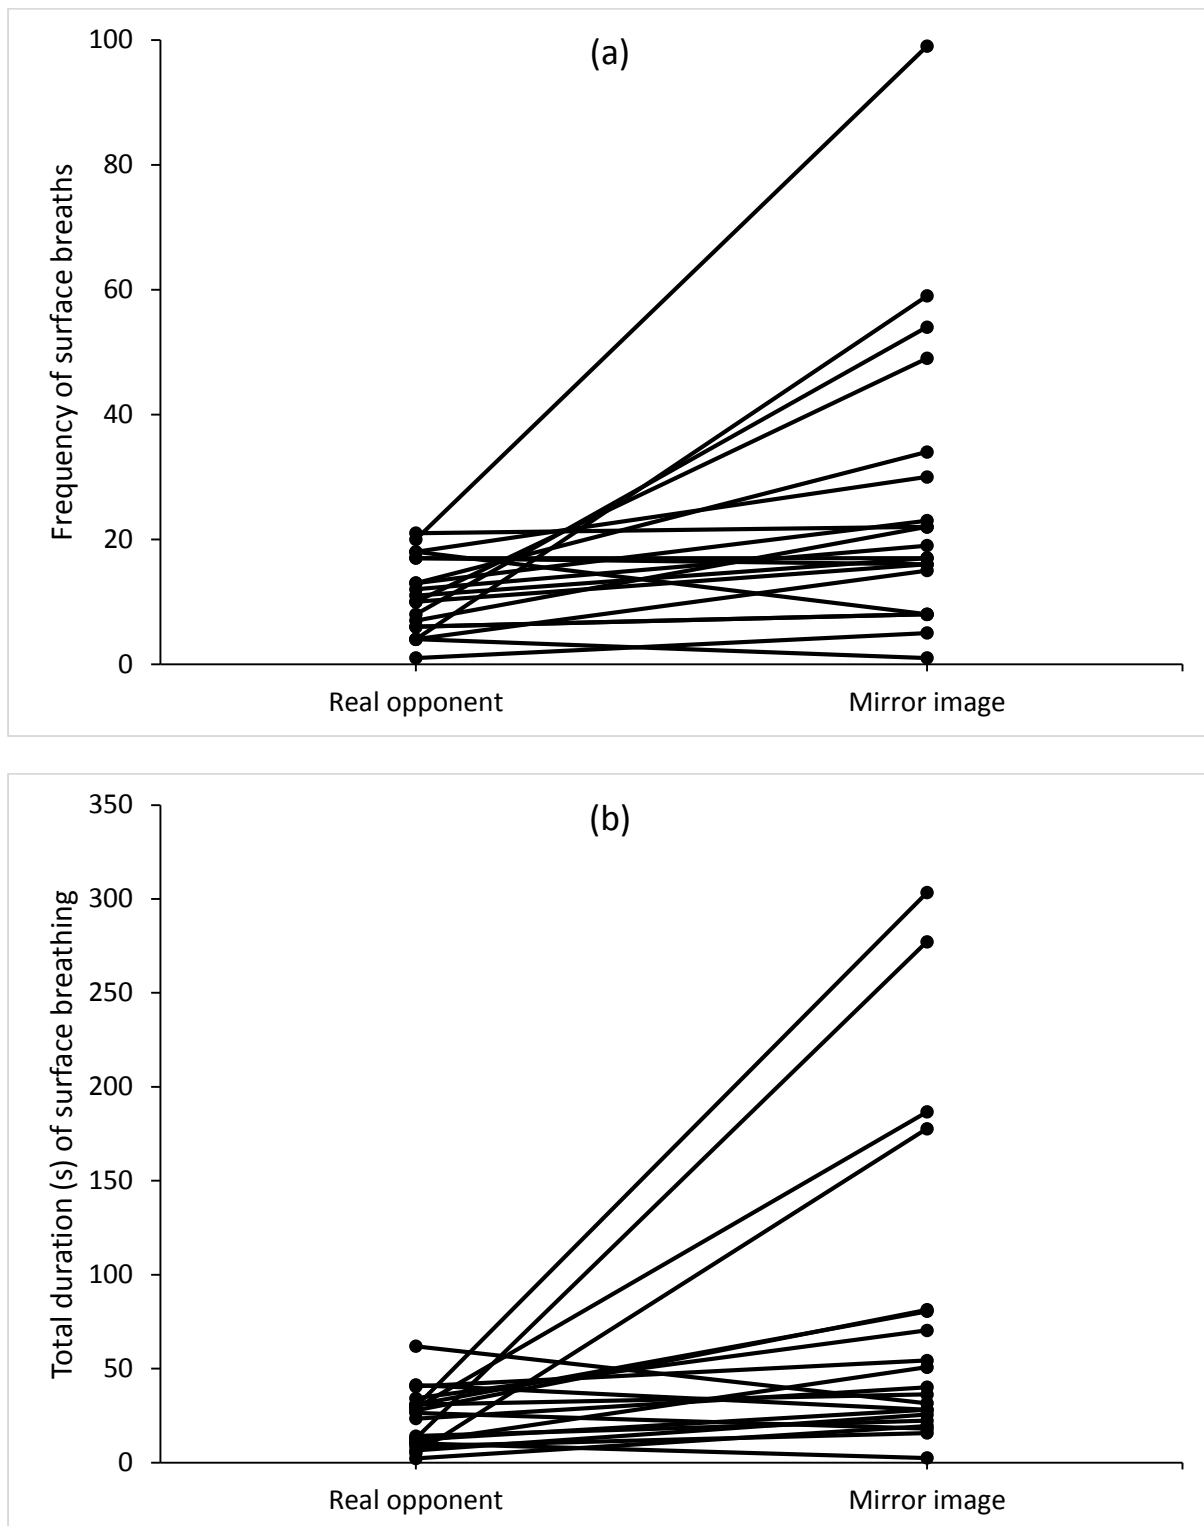 (a)
Frequency of surface breaths
100
80
60
40
20
0
Real opponent
Mirror image
(b)
Total duration (s) of surface breathing
350
300
250
200
150
100
50
0
Real opponent
Mirror image